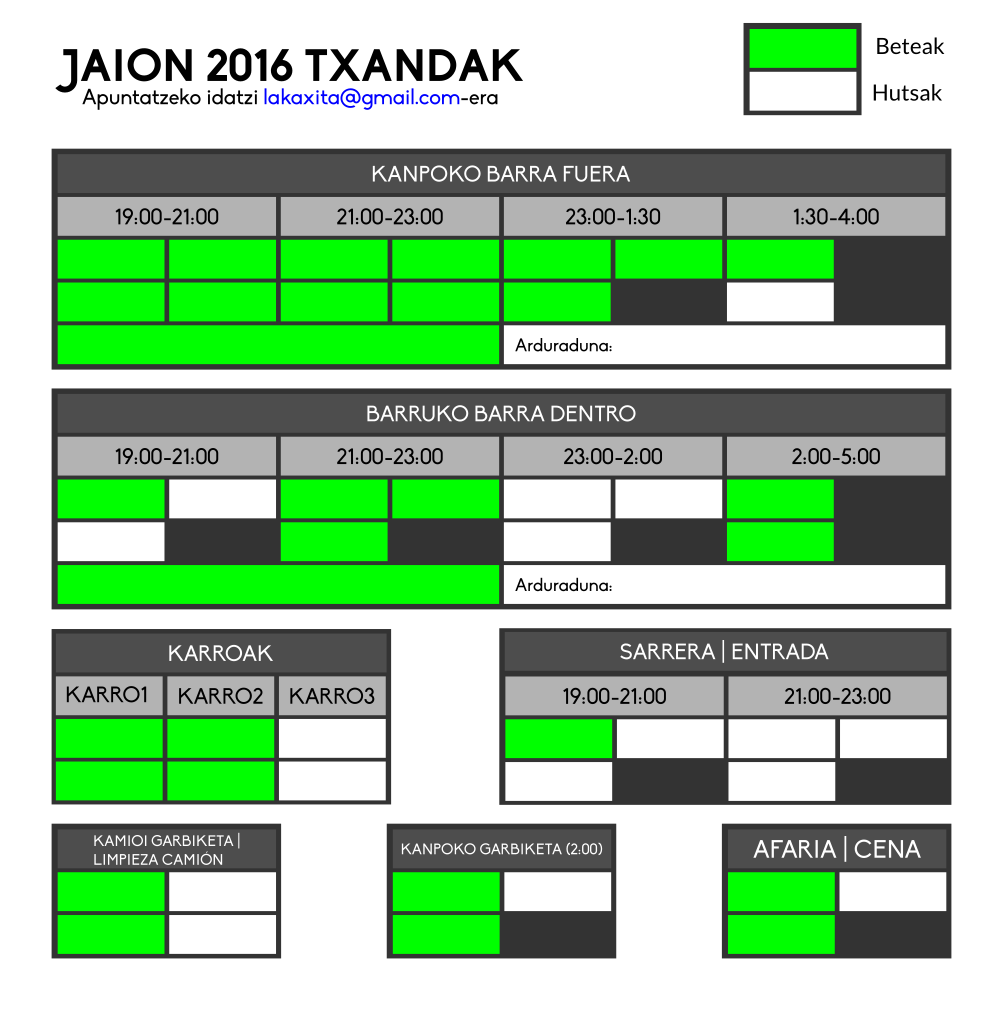 JAION 2016 TXANDAK
Apuntatzeko idatzi lakaxita@gmail.com-era
Beteak
Hutsak
KANPOKO BARRA FUERA
19:00-21:00 21:00-23:00 23:00-1:30 1:30-4:00
Arduraduna:
BARRUKO BARRA DENTRO
19:00-21:00 21:00-23:00 23:00-2:00 2:00-5:00
Arduraduna:
KARROAK
KARRO1 KARRO2 KARRO3
SARRERA | ENTRADA
19:00-21:00 21:00-23:00
KAMIOI GARBIKETA |
LIMPIEZA CAMIÓN
KANPOKO GARBIKETA (2:00)
AFARIA | CENA